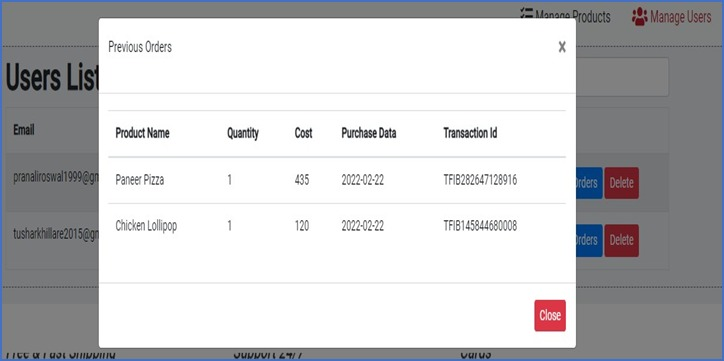 Manage Products Manage Users
Previous Orders x
Users List
Email
Product Name Quantity Cost Purchase Data Transaction Id
pranaliroswal1999@gm Paneer Pizza 1 435 2022-02-22 TFIB282647128916 Orders Delete
tusharkhillare2015@gm Chicken Lollipop 1 120 2022-02-22 TFIB145844680008 Orders Delete
Close
Free & Fast Shipping Support 24/7 Cards